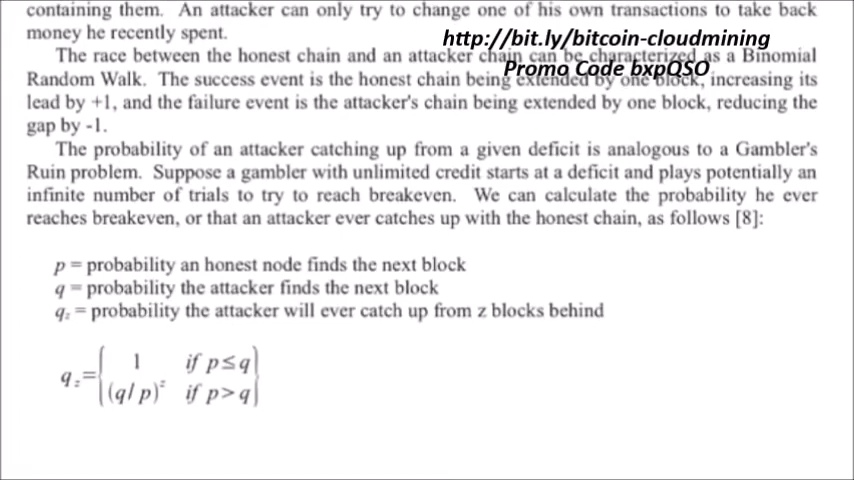 containing them. An attacker can only try to change one of his own transactions to take back
money he recently spent.
http://bit.ly/bitcoin-cloudmining
The race between the honest chain and an attacker chain can be characterized as a Binomial
Promo Code bxpQSO
Random Walk. The success event is the honest chain being extended by one block, increasing its
lead by +1, and the failure event is the attacker's chain being extended by one block, reducing the
gap by -1.
The probability of an attacker catching up from a given deficit is analogous to a Gambler's
Ruin problem. Suppose a gambler with unlimited credit starts at a deficit and plays potentially an
infinite number of trials to try to reach breakeven. We can calculate the probability he ever
reaches breakeven, or that an attacker ever catches up with the honest chain, as follows [8]:
p = probability an honest node finds the next block
q = probability the attacker finds the next block
qz = probability the attacker will ever catch up from z blocks behind
qz = { 1 if p ≤ q
(q/p)^z if p > q }